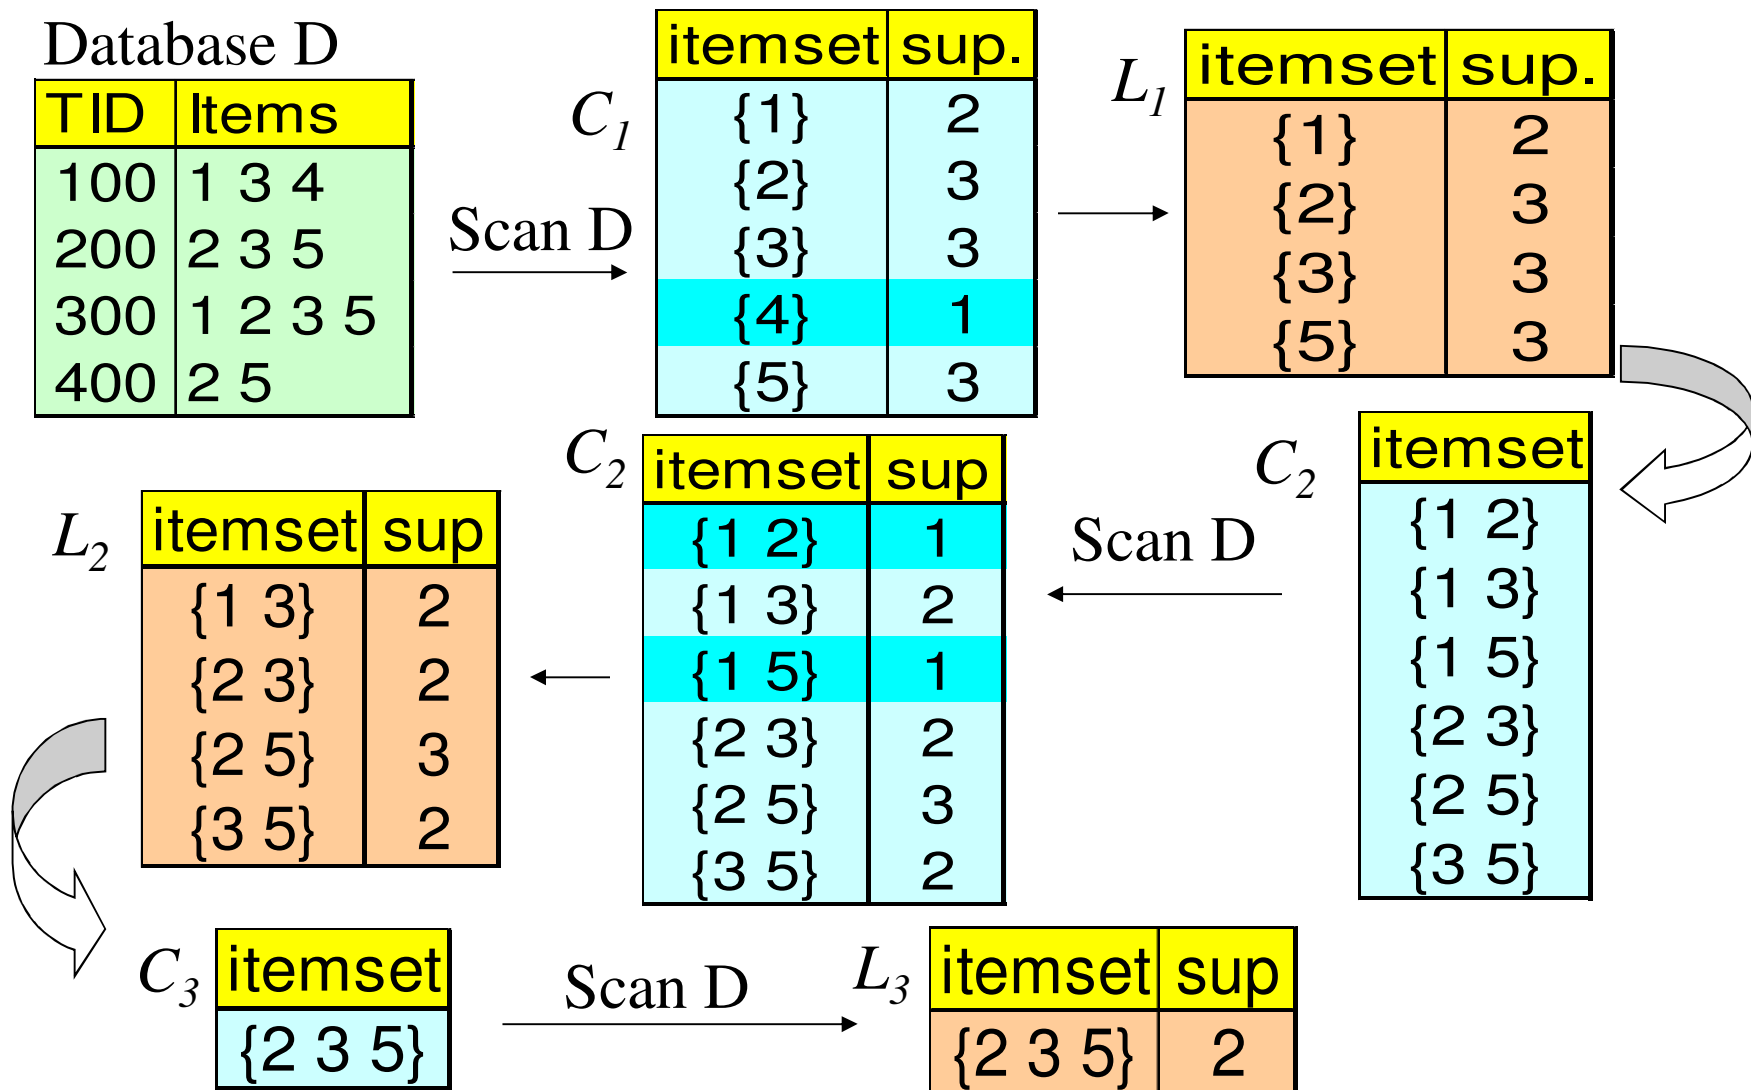 Database D
TID Items
100 1 3 4
200 2 3 5
300 1 2 3 5
400 2 5
Scan D
C1
itemset sup.
{1} 2
{2} 3
{3} 3
{4} 1
{5} 3
L1
itemset sup.
{1} 2
{2} 3
{3} 3
{5} 3
C2
itemset
{1 2}
{1 3}
{1 5}
{2 3}
{2 5}
{3 5}
Scan D
C2
itemset sup
{1 2} 1
{1 3} 2
{1 5} 1
{2 3} 2
{2 5} 3
{3 5} 2
L2
itemset sup
{1 3} 2
{2 3} 2
{2 5} 3
{3 5} 2
C3
itemset
{2 3 5}
Scan D
L3
itemset sup
{2 3 5} 2